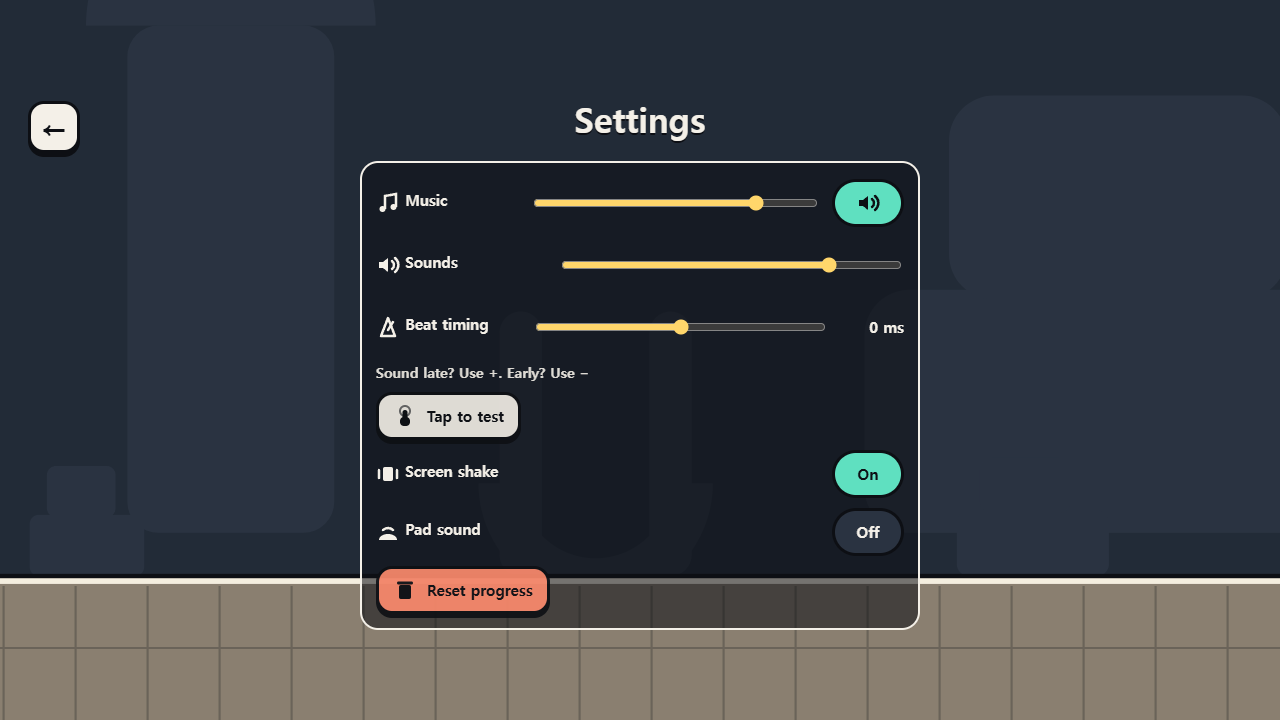 Settings
Music
Sounds
Beat timing 0 ms
Sound late? Use +. Early? Use −
Tap to test
Screen shake On
Pad sound Off
Reset progress